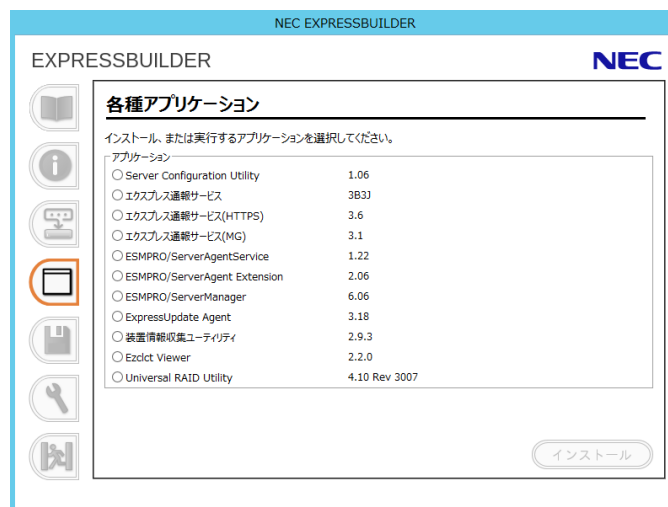 NEC EXPRESSBUILDER
EXPRESSBUILDER
NEC
各種アプリケーション
インストール、または実行するアプリケーションを選択してください。
アプリケーション
Server Configuration Utility 1.06
エクスプレス通報サービス 3B3J
エクスプレス通報サービス(HTTPS) 3.6
エクスプレス通報サービス(MG) 3.1
ESMPRO/ServerAgentService 1.22
ESMPRO/ServerAgent Extension 2.06
ESMPRO/ServerManager 6.06
ExpressUpdate Agent 3.18
装置情報収集ユーティリティ 2.9.3
Ezclct Viewer 2.2.0
Universal RAID Utility 4.10 Rev 3007
インストール